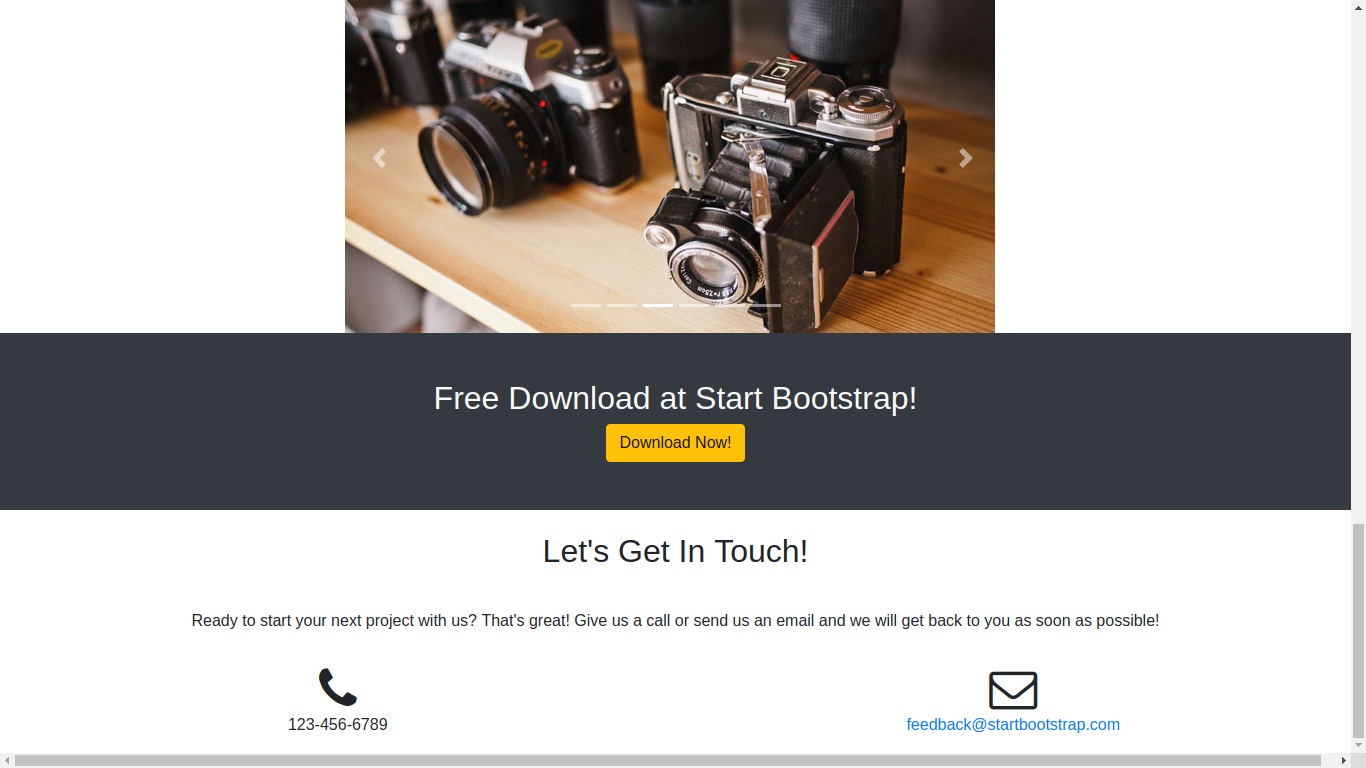 Free Download at Start Bootstrap!
Download Now!
Let's Get In Touch!
Ready to start your next project with us? That's great! Give us a call or send us an email and we will get back to you as soon as possible!
123-456-6789
feedback@startbootstrap.com